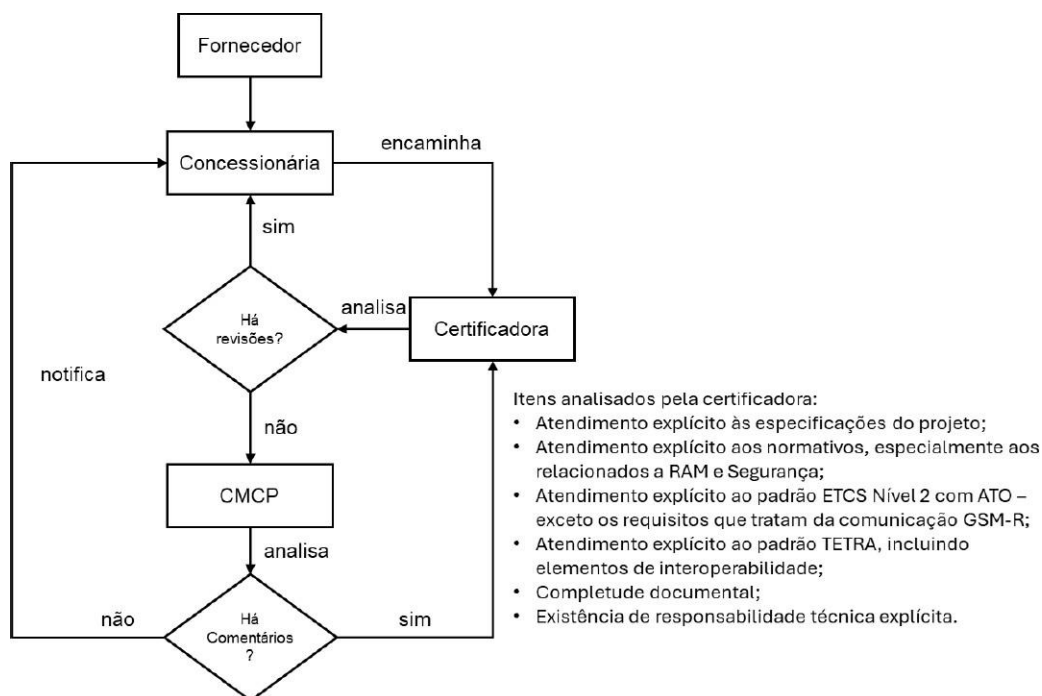 Fornecedor
Concessionária
encaminha
sim
Há
revisões?
analisa
Certificadora
notifica
não
CMCP
analisa
não
Há
Comentários
?
sim
Itens analisados pela certificadora:
• Atendimento explícito às especificações do projeto;
• Atendimento explícito aos normativos, especialmente aos
relacionados a RAM e Segurança;
• Atendimento explícito ao padrão ETCS Nível 2 com ATO –
exceto os requisitos que tratam da comunicação GSM-R;
• Atendimento explícito ao padrão TETRA, incluindo
elementos de interoperabilidade;
• Completude documental;
• Existência de responsabilidade técnica explícita.